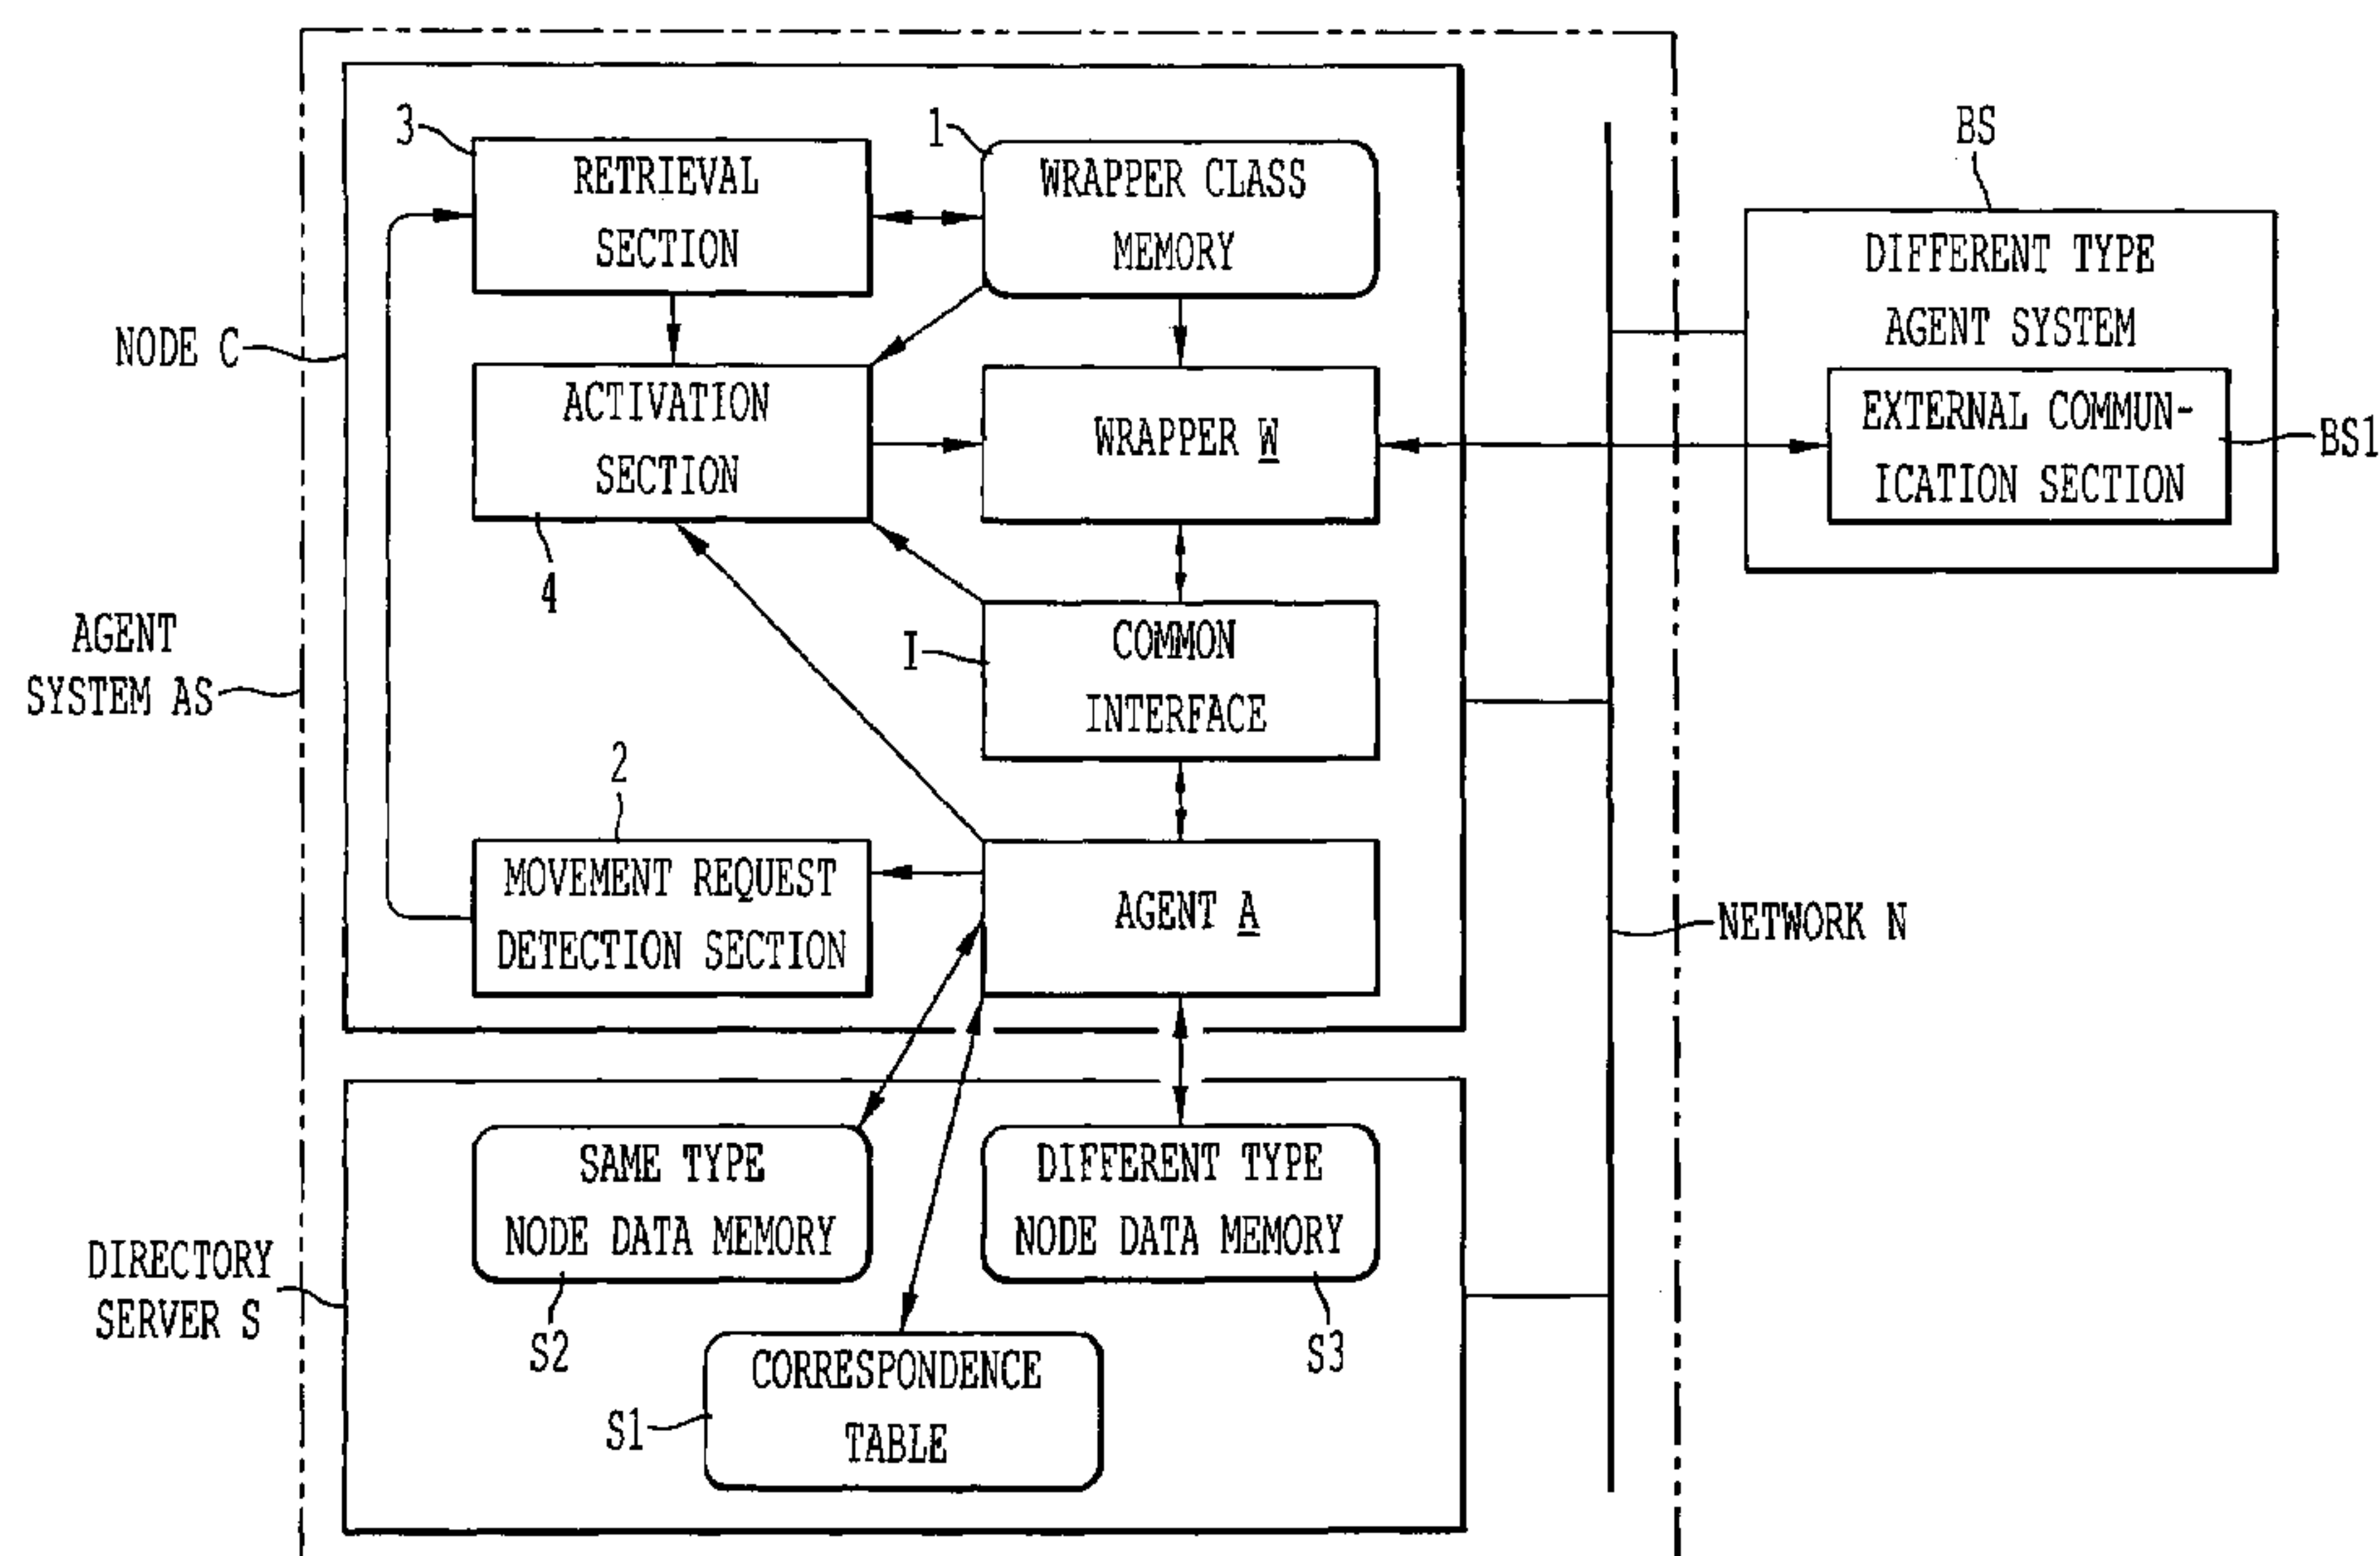 3
RETRIEVAL
SECTION
1
WRAPPER CLASS
MEMORY
BS
DIFFERENT TYPE
AGENT SYSTEM
EXTERNAL COMMUN-
ICATION SECTION
BS1
NODE C
ACTIVATION
SECTION
4
WRAPPER W
AGENT
SYSTEM AS
I
COMMON
INTERFACE
2
MOVEMENT REQUEST
DETECTION SECTION
AGENT A
NETWORK N
DIRECTORY
SERVER S
SAME TYPE
NODE DATA MEMORY
S2
DIFFERENT TYPE
NODE DATA MEMORY
S3
S1
CORRESPONDENCE
TABLE